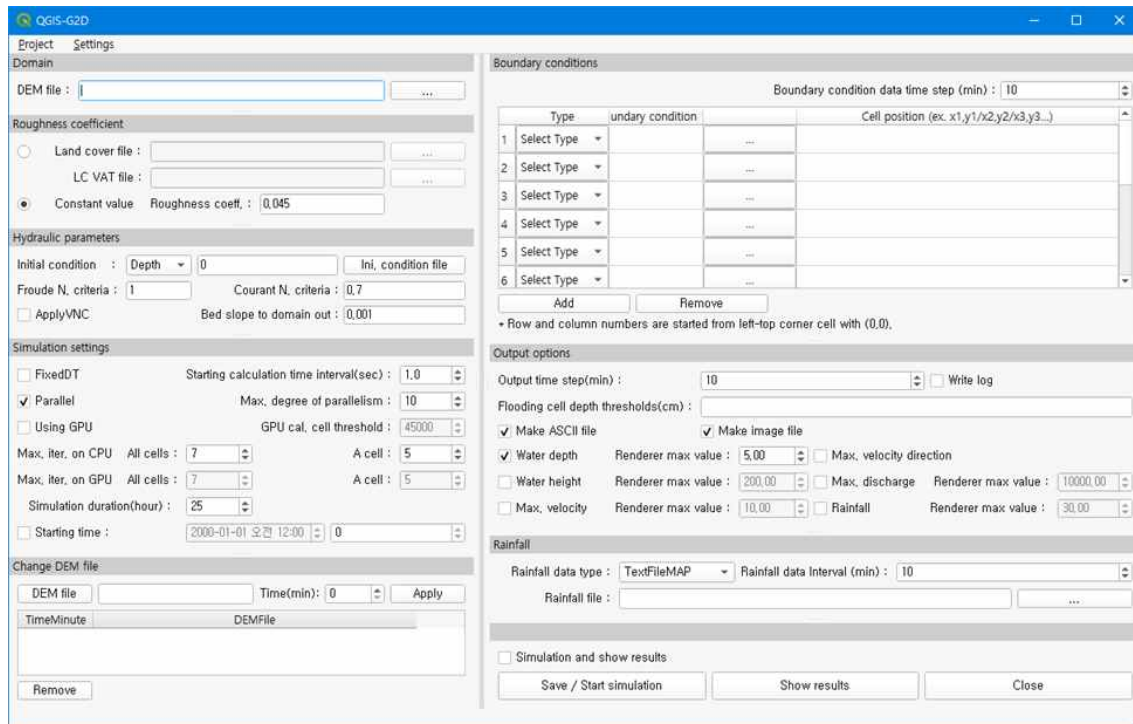 QGIS-G2D
Project Settings
Domain
DEM file : ...
Roughness coefficient
Land cover file : ...
LC VAT file : ...
Constant value Roughness coeff, : 0,045
Hydraulic parameters
Initial condition : Depth 0 Ini, condition file
Froude N, criteria : 1 Courant N, criteria : 0,7
ApplyVNC Bed slope to domain out : 0,001
Simulation settings
FixedDT Starting calculation time interval(sec) : 1,0
Parallel Max, degree of parallelism : 10
Using GPU GPU cal, cell threshold : 45000
Max, iter, on CPU All cells : 7 A cell : 5
Max, iter, on GPU All cells : 7 A cell : 5
Simulation duration(hour) : 25
Starting time : 2000-01-01 오전 12:00 0
Change DEM file
DEM file Time(min): 0 Apply
TimeMinute DEMFile
Remove
Boundary conditions
Boundary condition data time step (min) : 10
Type undary condition Cell position (ex. x1,y1/x2,y2/x3,y3...)
1 Select Type ...
2 Select Type ...
3 Select Type ...
4 Select Type ...
5 Select Type ...
6 Select Type ...
Add Remove
* Row and column numbers are started from left-top corner cell with (0,0),
Output options
Output time step(min) : 10 Write log
Flooding cell depth thresholds(cm) :
Make ASCII file Make image file
Water depth Renderer max value : 5,00 Max, velocity direction
Water height Renderer max value : 200,00 Max, discharge Renderer max value : 10000,00
Max, velocity Renderer max value : 10,00 Rainfall Renderer max value : 30,00
Rainfall
Rainfall data type : TextFileMAP Rainfall data Interval (min) : 10
Rainfall file : ...
Simulation and show results
Save / Start simulation Show results Close